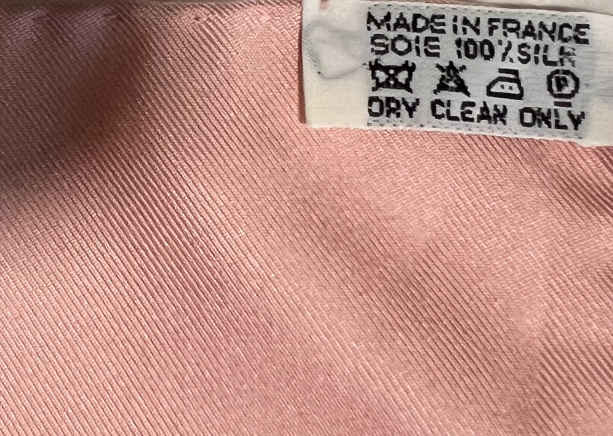 MADE IN FRANCE
SOIE 100% SILK
P
DRY CLEAN ONLY